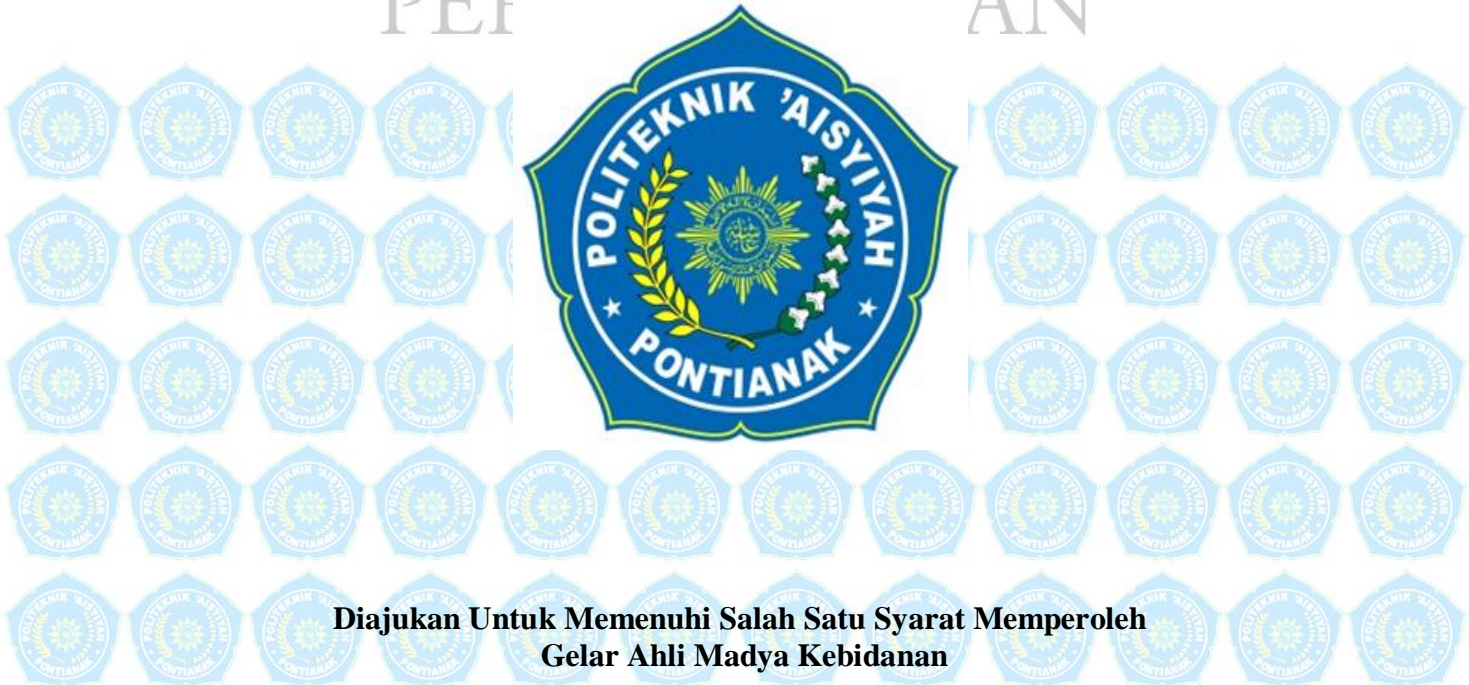 POLITEKNIK 'AISYIYAH
PONTIANAK
Diajukan Untuk Memenuhi Salah Satu Syarat Memperoleh
Gelar Ahli Madya Kebidanan